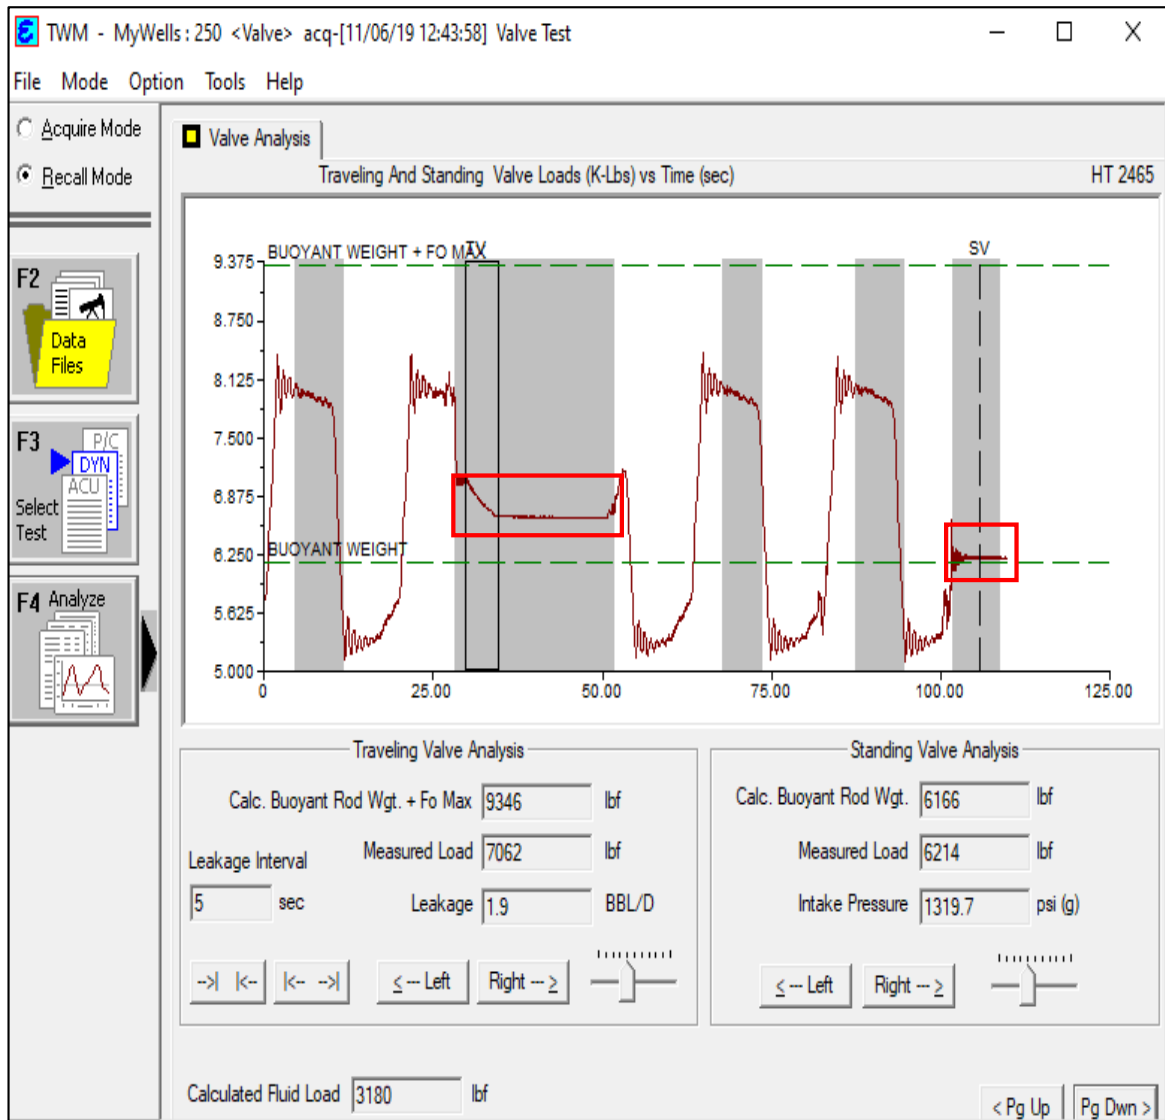 TWM - MyWells : 250 <Valve> acq-[11/06/19 12:43:58] Valve Test
File Mode Option Tools Help
Acquire Mode
Recall Mode
F2
Data
Files
F3
P/C
DYN
ACU
Select
Test
F4 Analyze
Valve Analysis
Traveling And Standing Valve Loads (K-Lbs) vs Time (sec)
HT 2465
BUOYANT WEIGHT + FO MAX
TV
SV
9.375
8.750
8.125
7.500
6.875
6.250
BUOYANT WEIGHT
5.625
5.000
0 25.00 50.00 75.00 100.00 125.00
Traveling Valve Analysis
Calc. Buoyant Rod Wgt. + Fo Max 9346 lbf
Measured Load 7062 lbf
Leakage Interval
5 sec
Leakage 1.9 BBL/D
-->| |<-- |<-- -->| < --- Left Right --- >
Standing Valve Analysis
Calc. Buoyant Rod Wgt. 6166 lbf
Measured Load 6214 lbf
Intake Pressure 1319.7 psi (g)
< --- Left Right --- >
Calculated Fluid Load 3180 lbf
< Pg Up Pg Dwn >